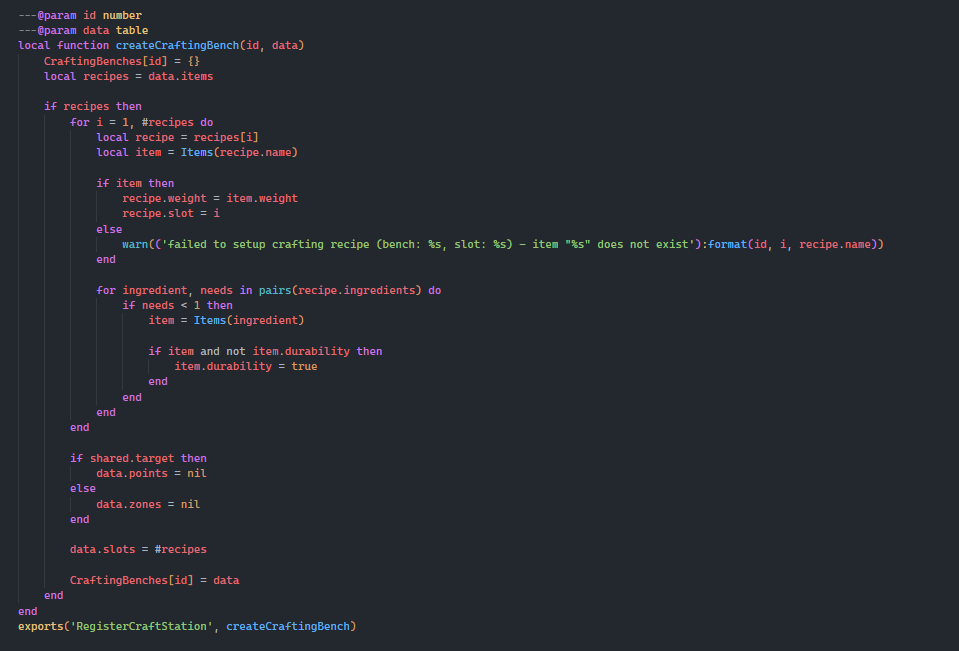 ---@param id number
---@param data table
local function createCraftingBench(id, data)
    CraftingBenches[id] = {}
    local recipes = data.items

    if recipes then
        for i = 1, #recipes do
            local recipe = recipes[i]
            local item = Items(recipe.name)

            if item then
                recipe.weight = item.weight
                recipe.slot = i
            else
                warn(('failed to setup crafting recipe (bench: %s, slot: %s) - item "%s" does not exist'):format(id, i, recipe.name))
            end

            for ingredient, needs in pairs(recipe.ingredients) do
                if needs < 1 then
                    item = Items(ingredient)

                    if item and not item.durability then
                        item.durability = true
                    end
                end
            end
        end

        if shared.target then
            data.points = nil
        else
            data.zones = nil
        end

        data.slots = #recipes

        CraftingBenches[id] = data
    end
end
exports('RegisterCraftStation', createCraftingBench)